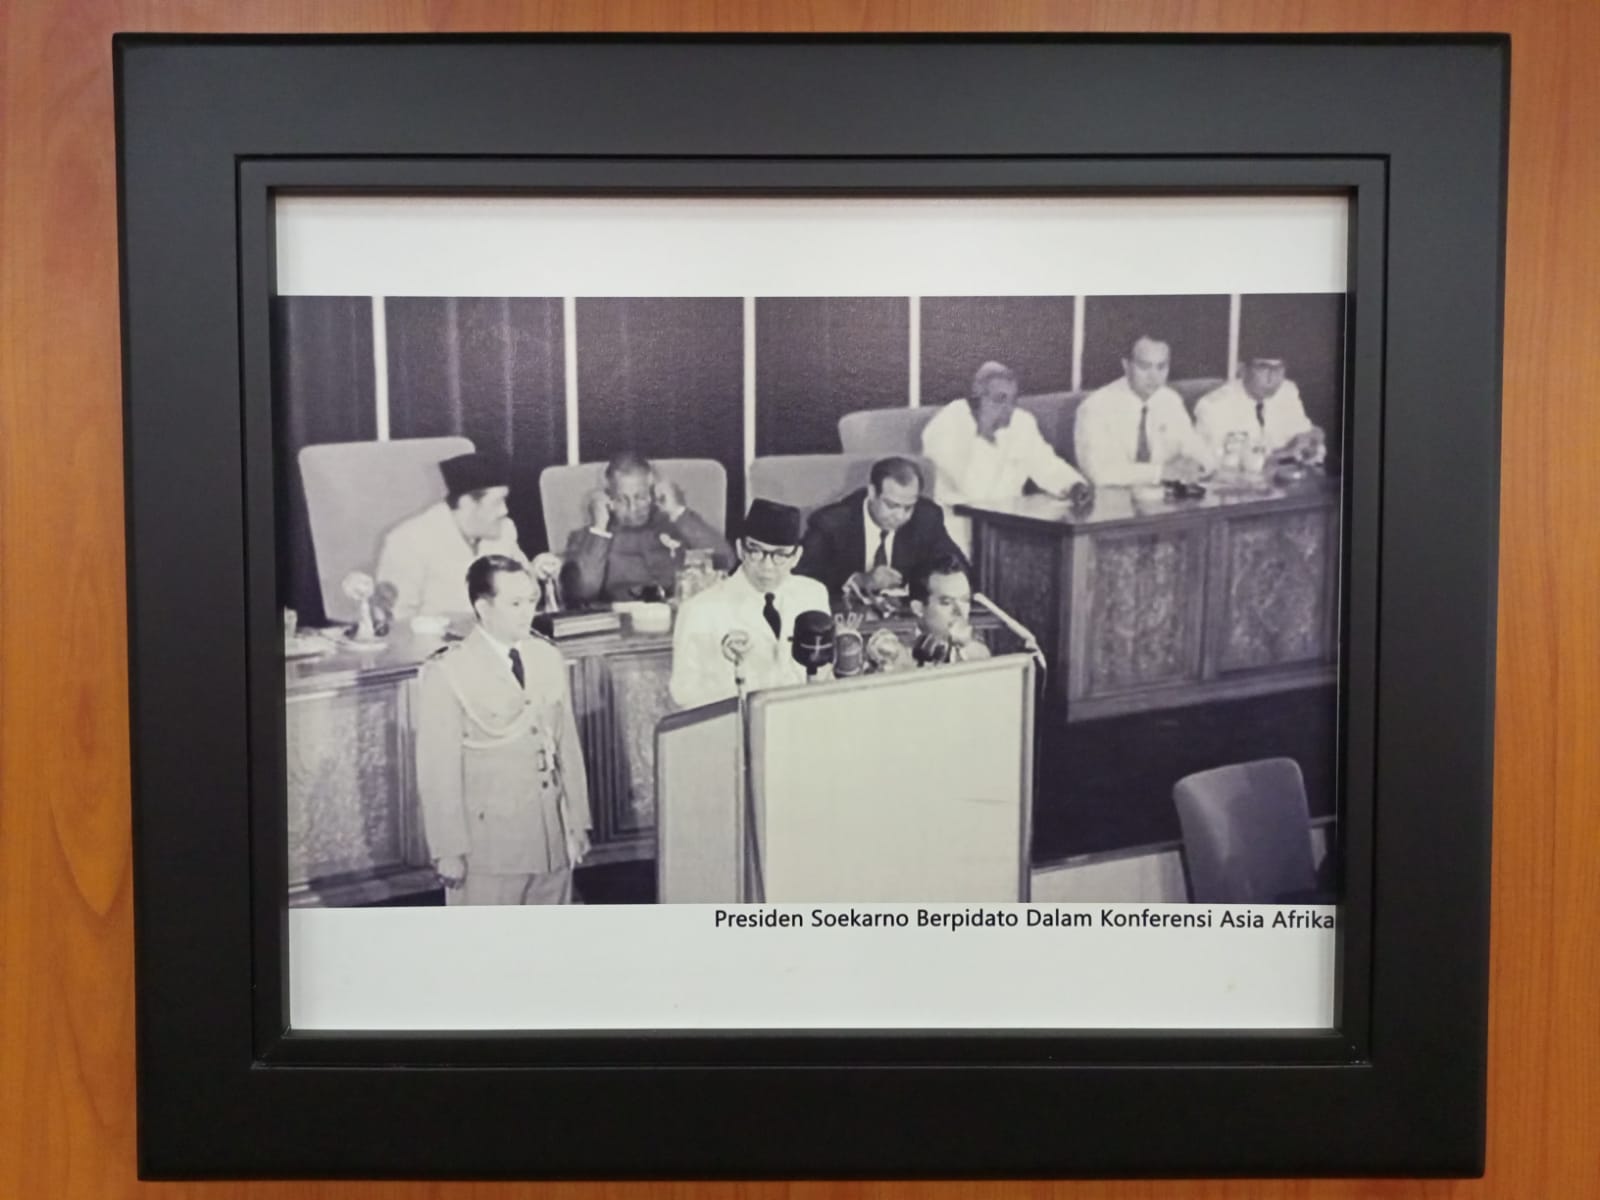 Presiden Soekarno Berpidato Dalam Konferensi Asia Afrika